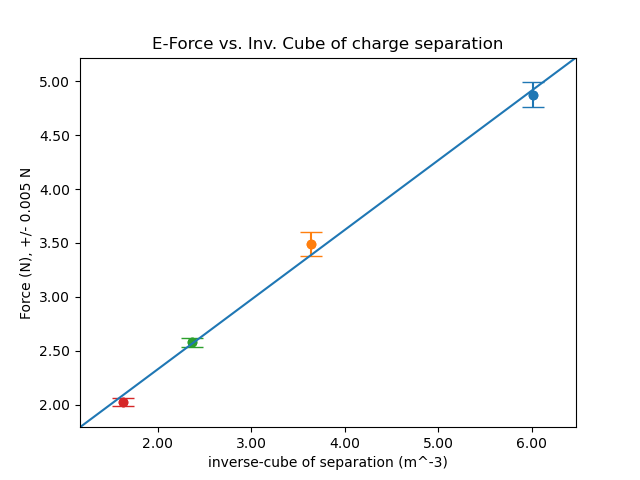 E-Force vs. Inv. Cube of charge separation
Force (N), +/- 0.005 N
5.00
4.50
4.00
3.50
3.00
2.50
2.00
2.00 3.00 4.00 5.00 6.00
inverse-cube of separation (m^-3)